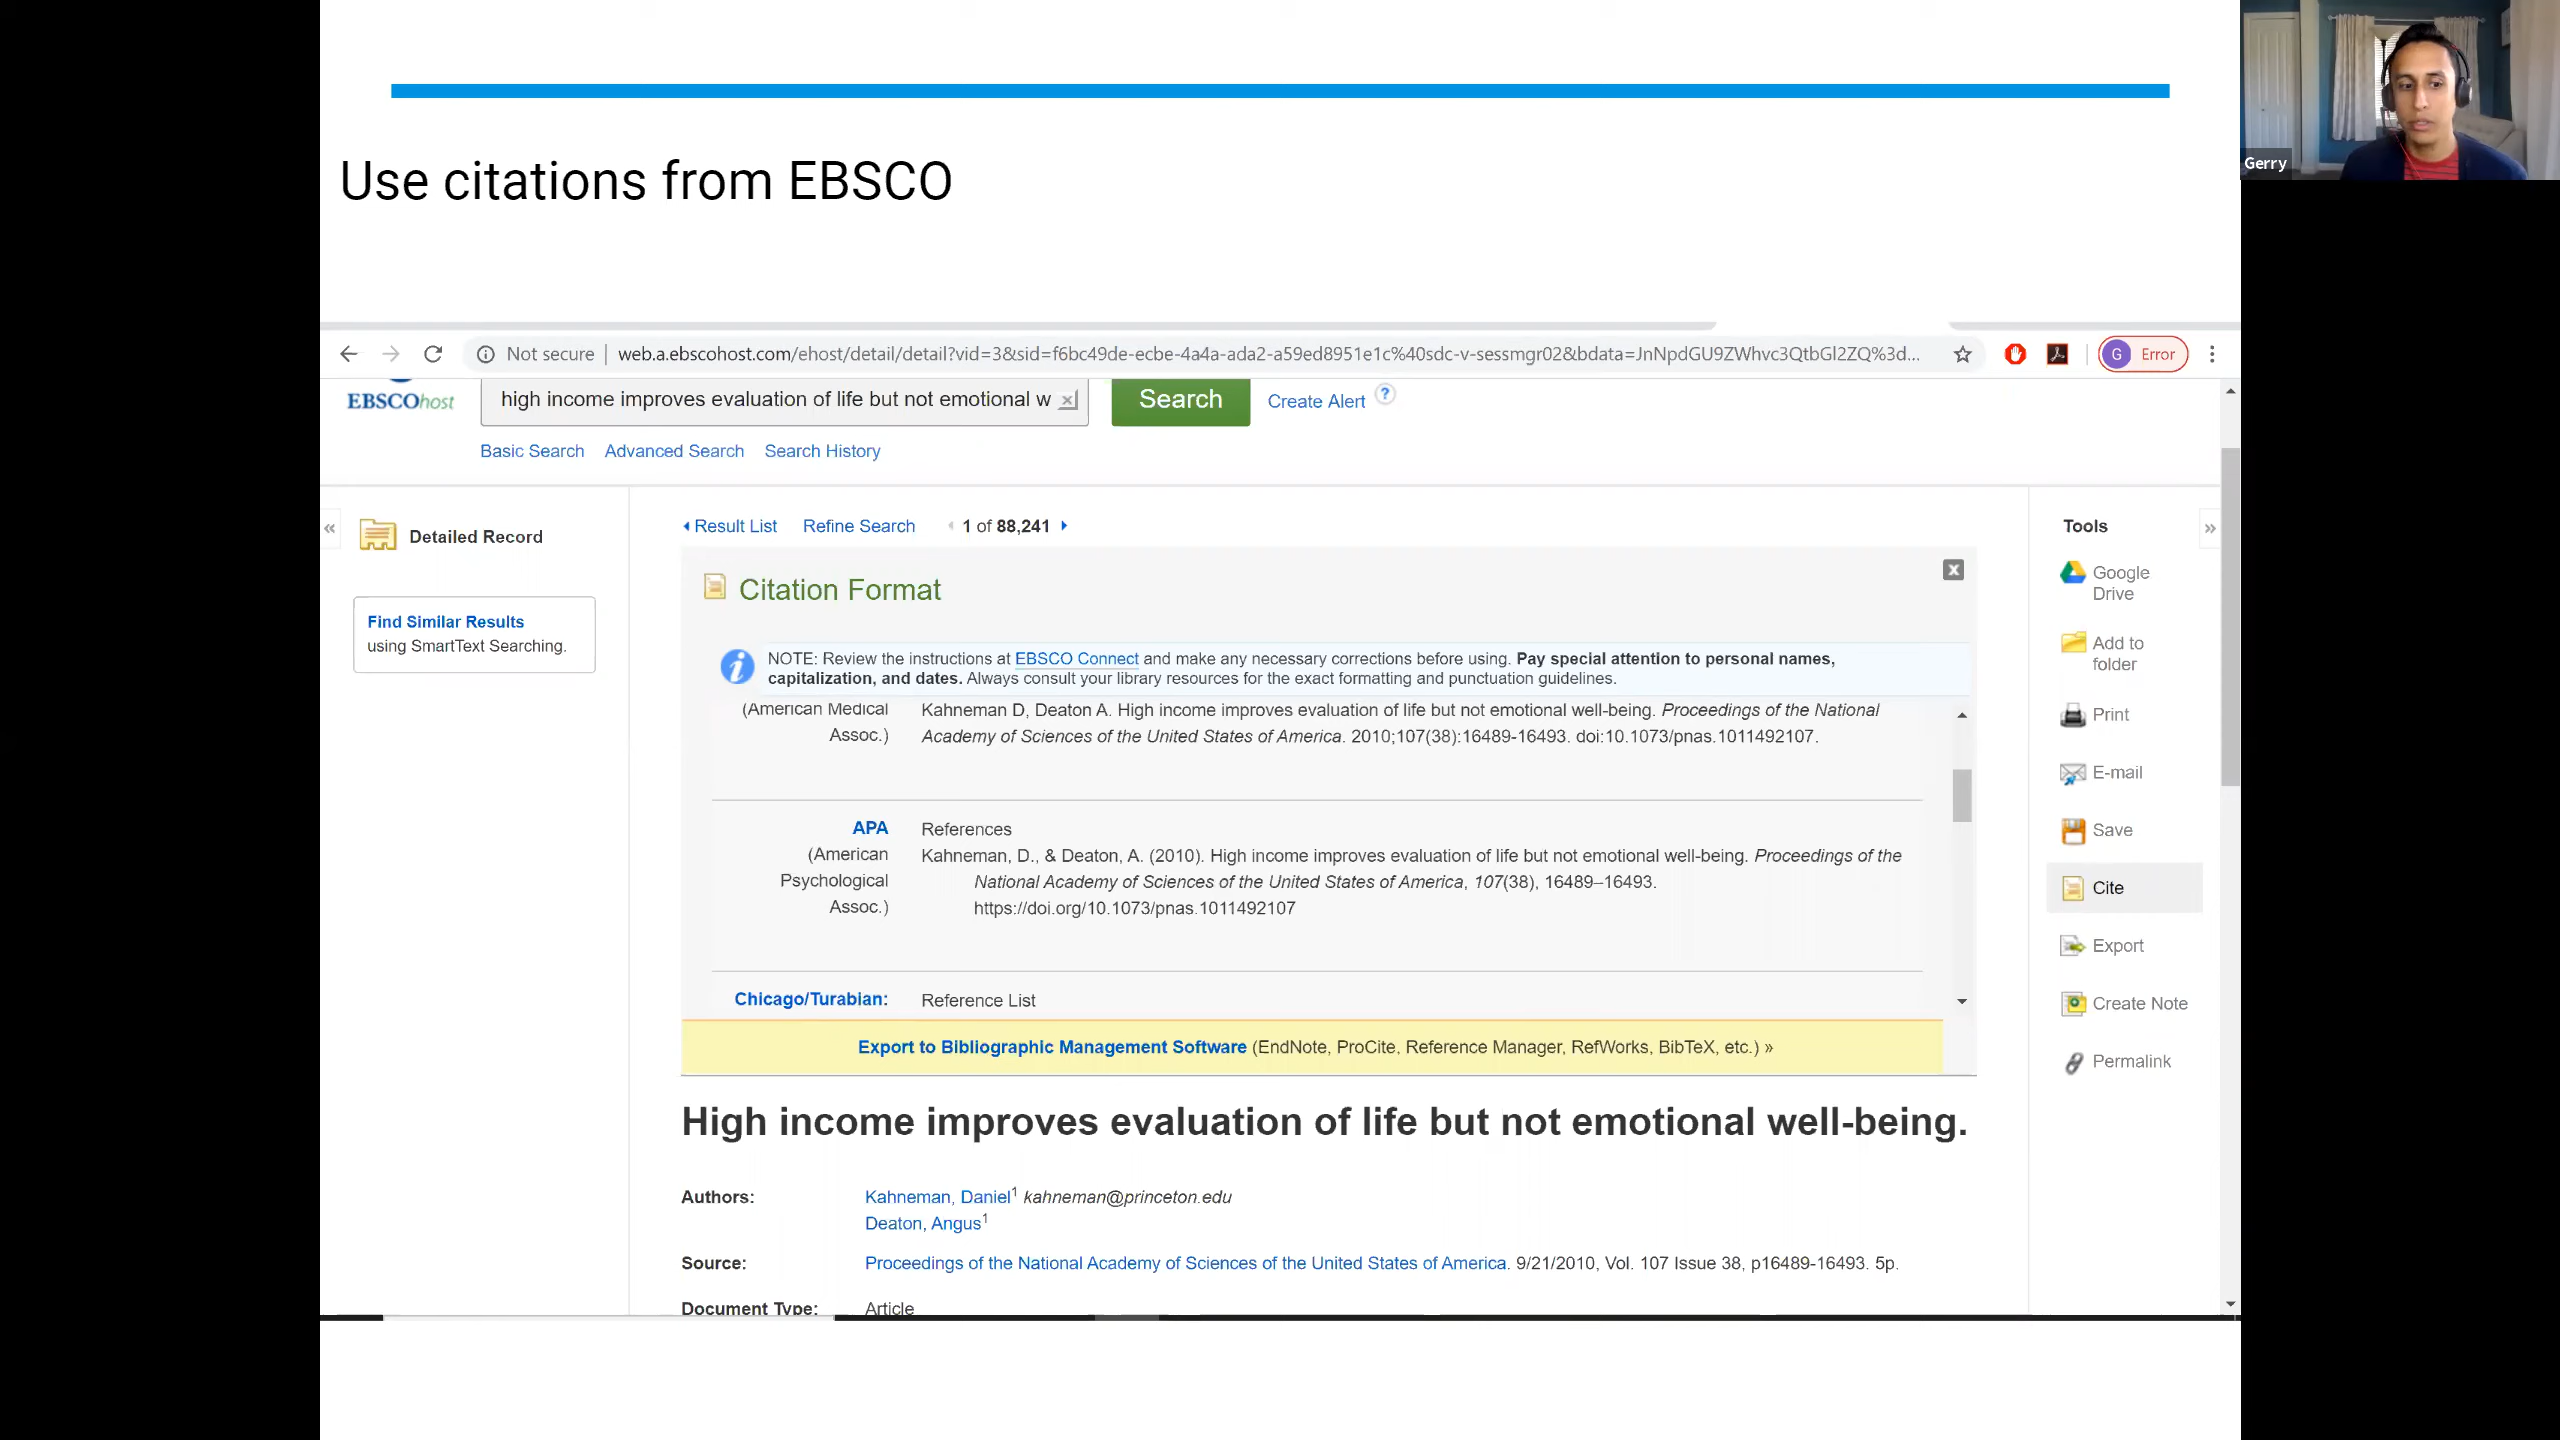 Gerry
Use citations from EBSCO
Not secure | web.a.ebscohost.com/ehost/detail/detail?vid=3&sid=f6bc49de-ecbe-4a4a-ada2-a59ed8951e1c%40sdc-v-sessmgr02&bdata=JnNpdGU9ZWhvc3QtbGl2ZQ%3d...
G Error
EBSCOhost
high income improves evaluation of life but not emotional w
Search
Create Alert
?
Basic Search Advanced Search Search History
«
Detailed Record
Find Similar Results
using SmartText Searching.
Result List Refine Search 1 of 88,241
Citation Format
NOTE: Review the instructions at EBSCO Connect and make any necessary corrections before using. Pay special attention to personal names,
capitalization, and dates. Always consult your library resources for the exact formatting and punctuation guidelines.
(American Medical
Assoc.)
Kahneman D, Deaton A. High income improves evaluation of life but not emotional well-being. Proceedings of the National
Academy of Sciences of the United States of America. 2010;107(38):16489-16493. doi:10.1073/pnas.1011492107.
APA
(American
Psychological
Assoc.)
References
Kahneman, D., & Deaton, A. (2010). High income improves evaluation of life but not emotional well-being. Proceedings of the
National Academy of Sciences of the United States of America, 107(38), 16489–16493.
https://doi.org/10.1073/pnas.1011492107
Chicago/Turabian: Reference List
Export to Bibliographic Management Software (EndNote, ProCite, Reference Manager, RefWorks, BibTeX, etc.) »
High income improves evaluation of life but not emotional well-being.
Authors: Kahneman, Daniel1 kahneman@princeton.edu
Deaton, Angus1
Source: Proceedings of the National Academy of Sciences of the United States of America. 9/21/2010, Vol. 107 Issue 38, p16489-16493. 5p.
Document Type: Article
Tools
»
Google
Drive
Add to
folder
Print
E-mail
Save
Cite
Export
Create Note
Permalink